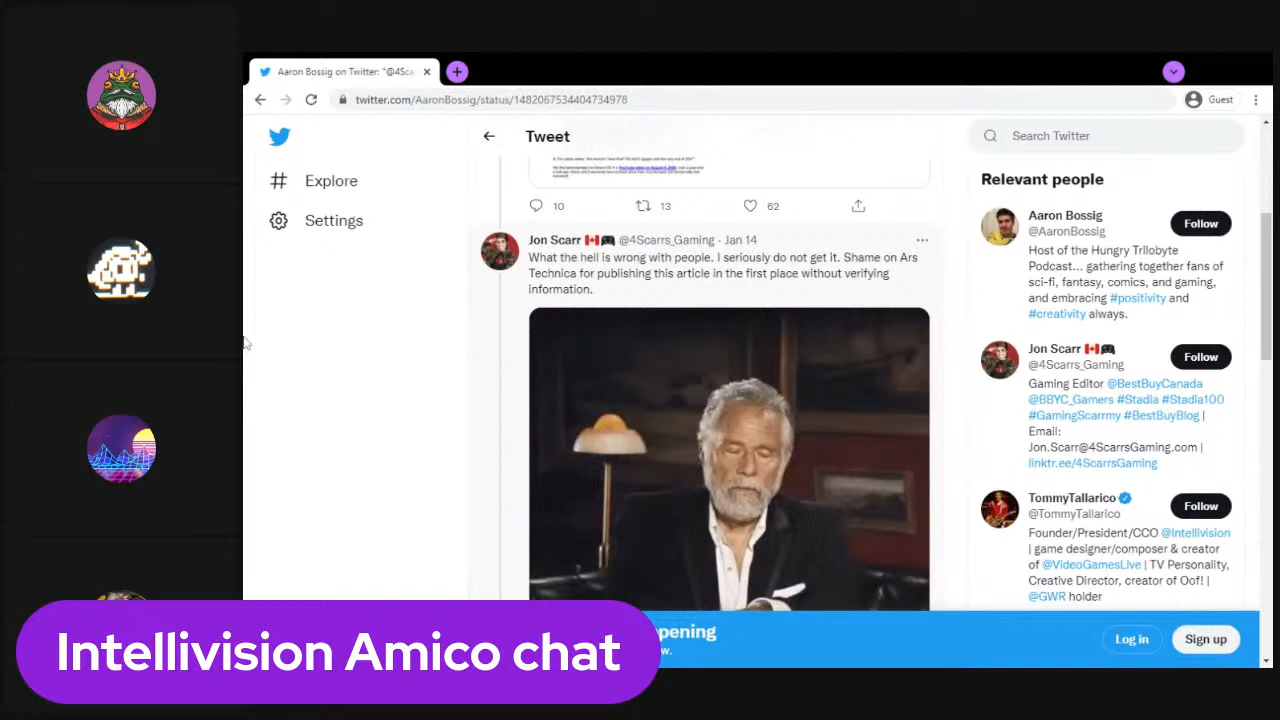 Aaron Bossig on Twitter: "@4Sca
twitter.com/AaronBossig/status/1482067534404734978
Guest
Explore
Settings
Tweet
10
13
62
Jon Scarr @4Scarrs_Gaming · Jan 14
What the hell is wrong with people. I seriously do not get it. Shame on Ars
Technica for publishing this article in the first place without verifying
information.
Search Twitter
Relevant people
Aaron Bossig
@AaronBossig
Follow
Host of the Hungry Trilobyte
Podcast... gathering together fans of
sci-fi, fantasy, comics, and gaming,
and embracing #positivity and
#creativity always.
Jon Scarr
@4Scarrs_Gaming
Follow
Gaming Editor @BestBuyCanada
@BBYC_Gamers #Stadia #Stadia100
#GamingScarrmy #BestBuyBlog |
Email:
Jon.Scarr@4ScarrsGaming.com |
linktr.ee/4ScarrsGaming
TommyTallarico
@TommyTallarico
Follow
Founder/President/CCO @Intellivision
| game designer/composer & creator
of @VideoGamesLive | TV Personality,
Creative Director, creator of Oof! |
@GWR holder
pening
w.
Log in
Sign up
Intellivision Amico chat